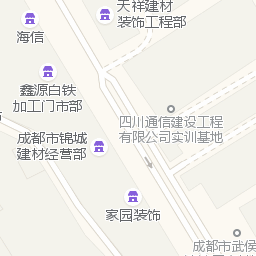 天祥建材
装饰工程部
海信
鑫源白铁
加工门市部
四川通信建设工程
有限公司实训基地
成都市锦城
建材经营部
家园装饰
成都市武侯